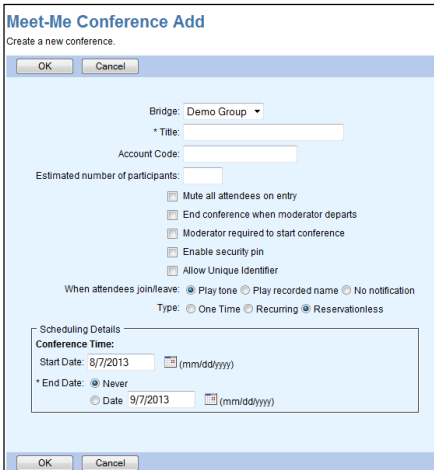 Meet-Me Conference Add
Create a new conference.
OK Cancel
Bridge: Demo Group
* Title:
Account Code:
Estimated number of participants:
Mute all attendees on entry
End conference when moderator departs
Moderator required to start conference
Enable security pin
Allow Unique Identifier
When attendees join/leave: Play tone Play recorded name No notification
Type: One Time Recurring Reservationless
Scheduling Details
Conference Time:
Start Date: 8/7/2013 (mm/dd/yyyy)
* End Date: Never
Date 9/7/2013 (mm/dd/yyyy)
OK Cancel